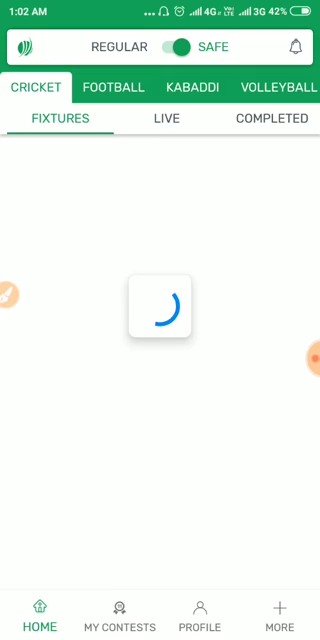 1:02 AM ... 4G VoLTE 3G 42%
REGULAR SAFE
CRICKET FOOTBALL KABADDI VOLLEYBALL
FIXTURES LIVE COMPLETED
HOME MY CONTESTS PROFILE MORE